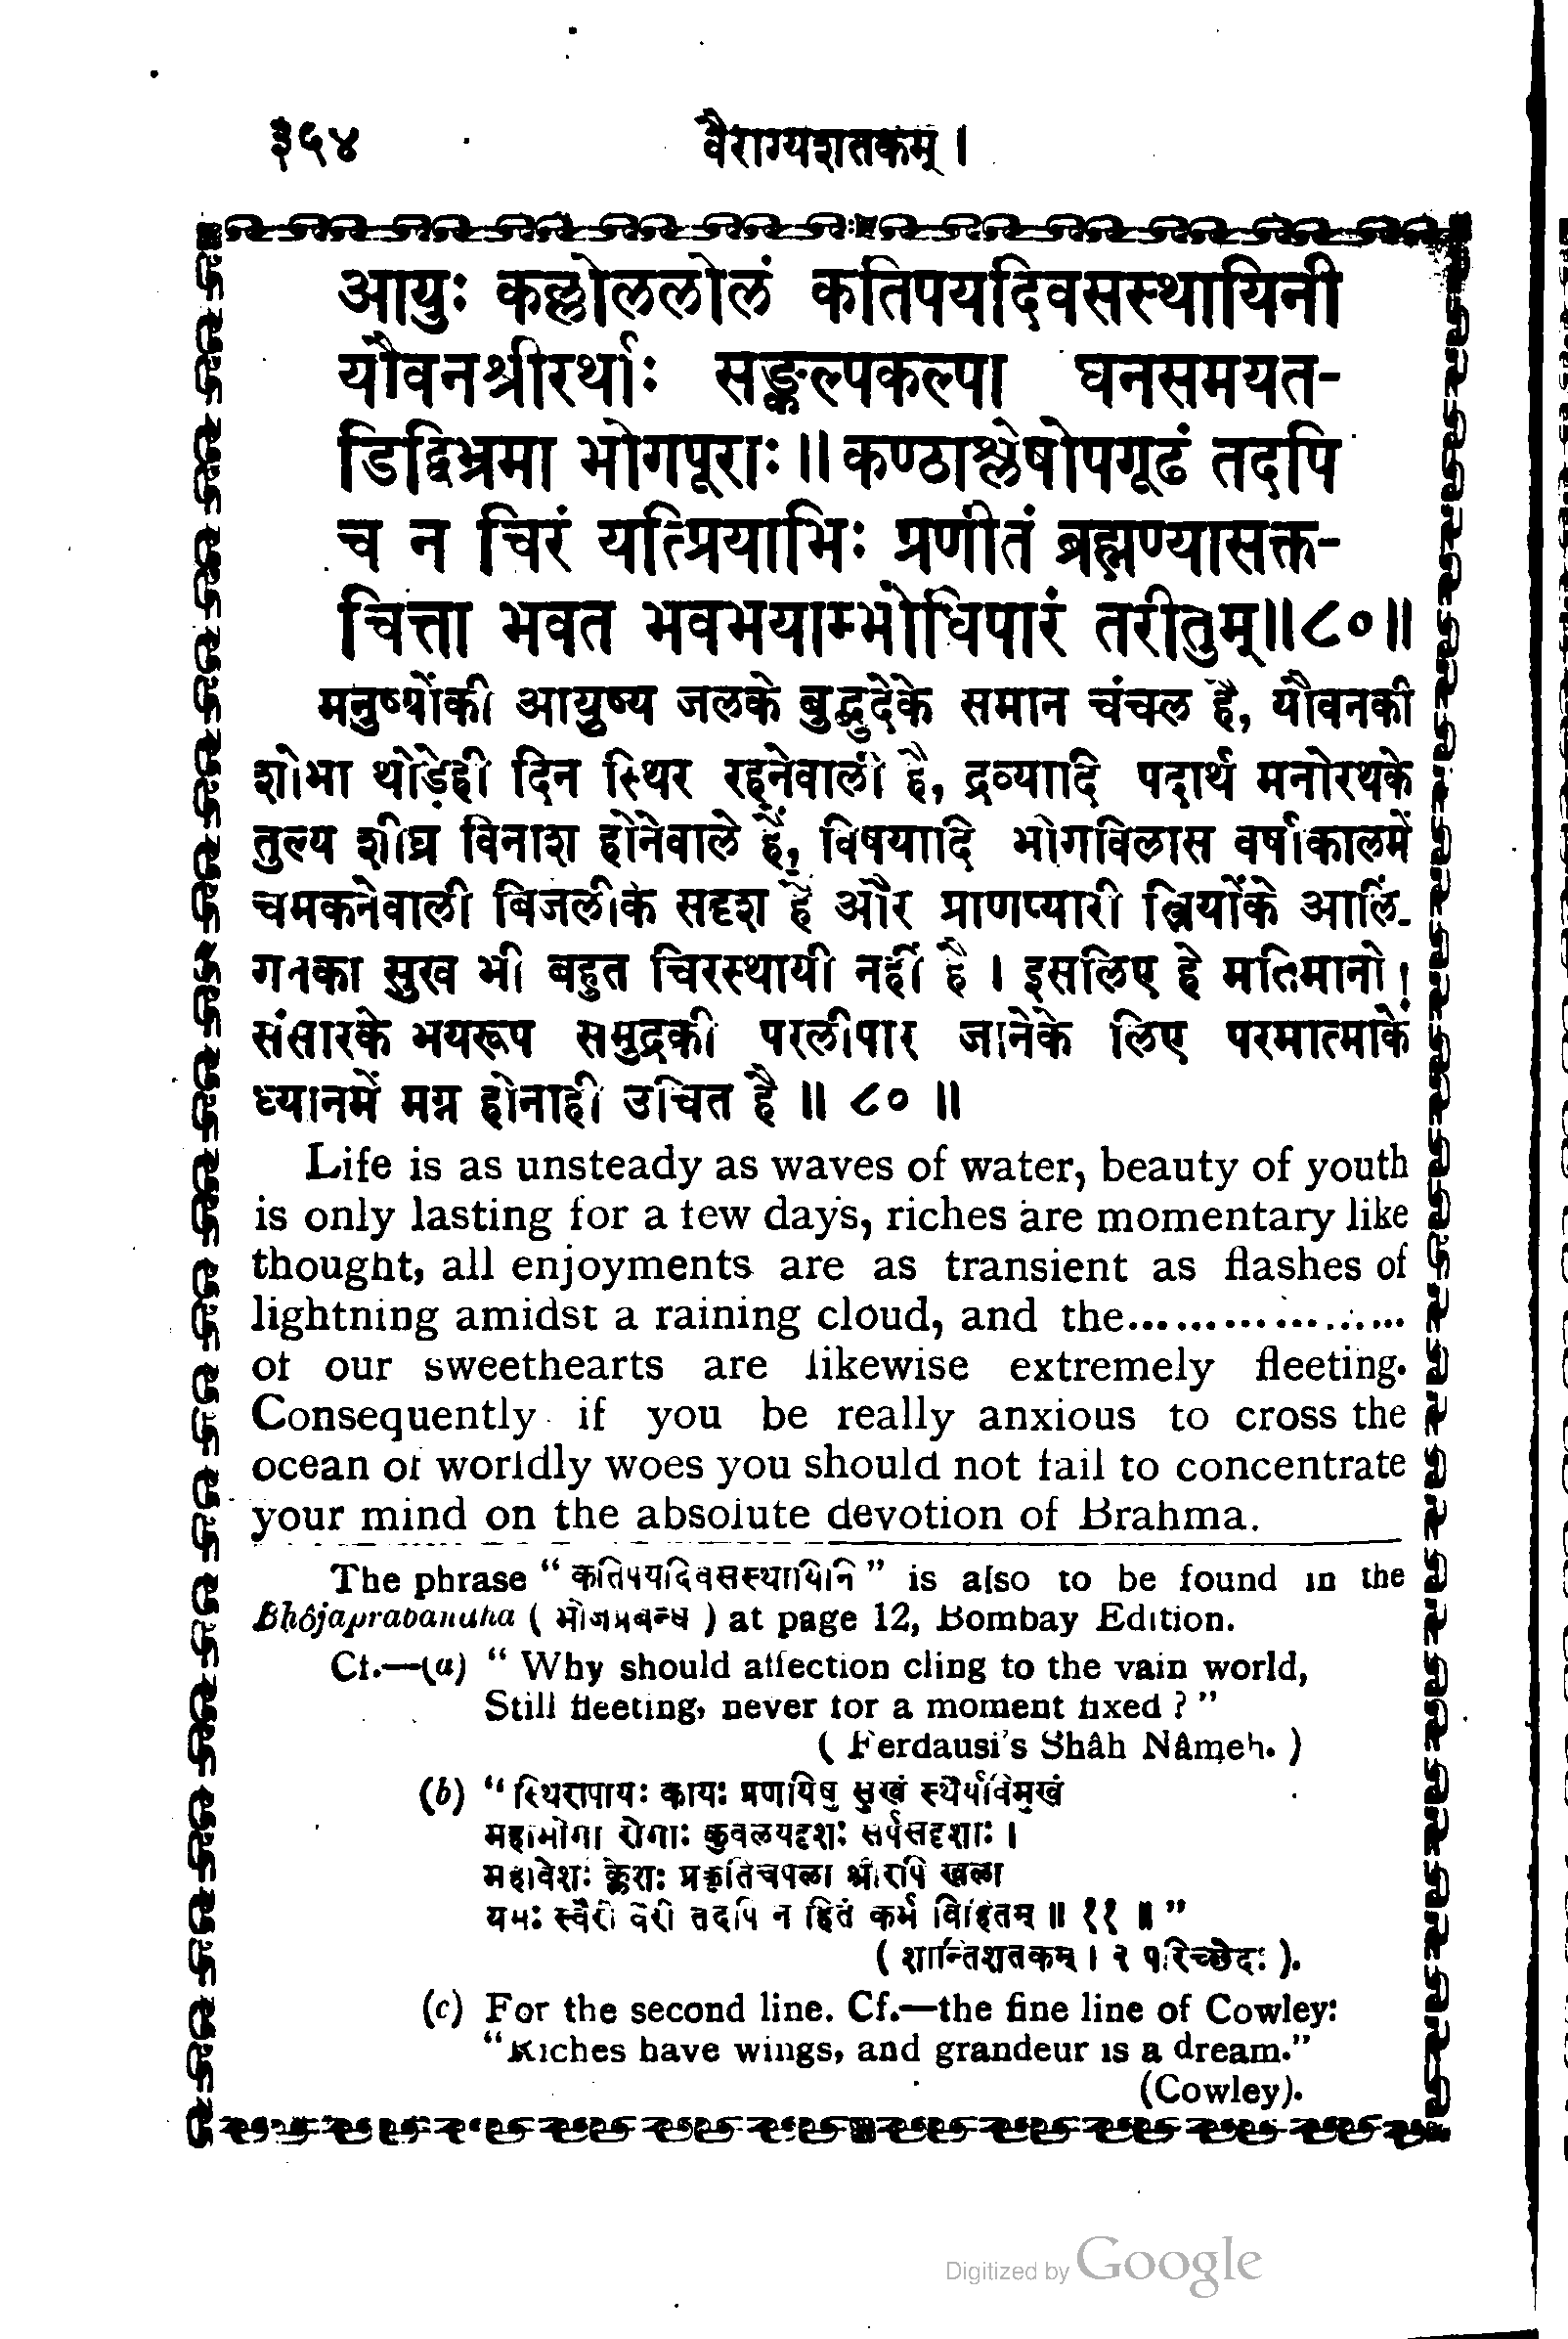 ३५४ वैराग्यशतकम् ।
आयुः कल्लोललोलं कतिपयदिवसस्थायिनी
यौवनश्रीरर्थाः सङ्कल्पकल्पा घनसमयत-
डिद्विभ्रमा भोगपूराः ॥ कण्ठाश्लेषोपगूढं तदपि
च न चिरं यत्प्रियाभिः प्रणीतं ब्रह्मण्यासक्त-
चित्ता भवत भवभयाम्भोधिपारं तरीतुम् ॥८०॥
मनुष्योंकी आयुष्य जलके बुद्बुदेके समान चंचल है, यौवनकी
शोभा थोड़ेही दिन स्थिर रहनेवाली है, द्रव्यादि पदार्थ मनोरथके
तुल्य शीघ्र विनाश होनेवाले हैं, विषयादि भोगविलास वर्षाकालमें
चमकनेवाली बिजलीके सदृश हैं और प्राणप्यारी स्त्रियोंके आलिं-
गनका सुख भी बहुत चिरस्थायी नहीं है । इसलिए हे मतिमानो!
संसारके भयरूप समुद्रकी परलीपार जानेके लिए परमात्माके
ध्यानमें मग्न होनाही उचित है ॥ ८० ॥
Life is as unsteady as waves of water, beauty of youth
is only lasting for a few days, riches are momentary like
thought, all enjoyments are as transient as flashes of
lightning amidst a raining cloud, and the..................
of our sweethearts are likewise extremely fleeting.
Consequently if you be really anxious to cross the
ocean of worldly woes you should not fail to concentrate
your mind on the absolute devotion of Brahma.
The phrase “ कतिपयदिवसस्थायिनि ” is also to be found in the
Bhôjaprabandha ( भोजप्रबन्ध ) at page 12, Bombay Edition.
Cf.—(a) “ Why should affection cling to the vain world,
Still fleeting, never for a moment fixed ? ”
( Ferdausi's Shâh Nâmeh. )
(b) “ स्थिरापायः कायः प्रणयिषु सुखं स्थैर्यविमुखं
महाभोगा रोगाः कुवलयदृशः सर्पसदृशाः ।
महावेशः क्लेशः प्रकृतिचपला श्रीरपि खला
यमः स्वैरी वैरी तदपि न हितं कर्म विहितम् ॥ ११ ॥ ”
( शान्तिशतकम् । २ परिच्छेदः ).
(c) For the second line. Cf.—the fine line of Cowley:
“Riches have wings, and grandeur is a dream.”
(Cowley).
Digitized by Google